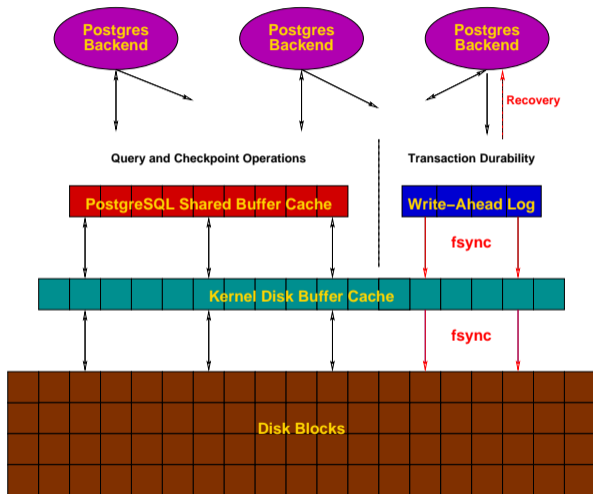 Postgres
Backend
Postgres
Backend
Postgres
Backend
Recovery
Query and Checkpoint Operations
Transaction Durability
PostgreSQL Shared Buffer Cache
Write−Ahead Log
fsync
Kernel Disk Buffer Cache
fsync
Disk Blocks